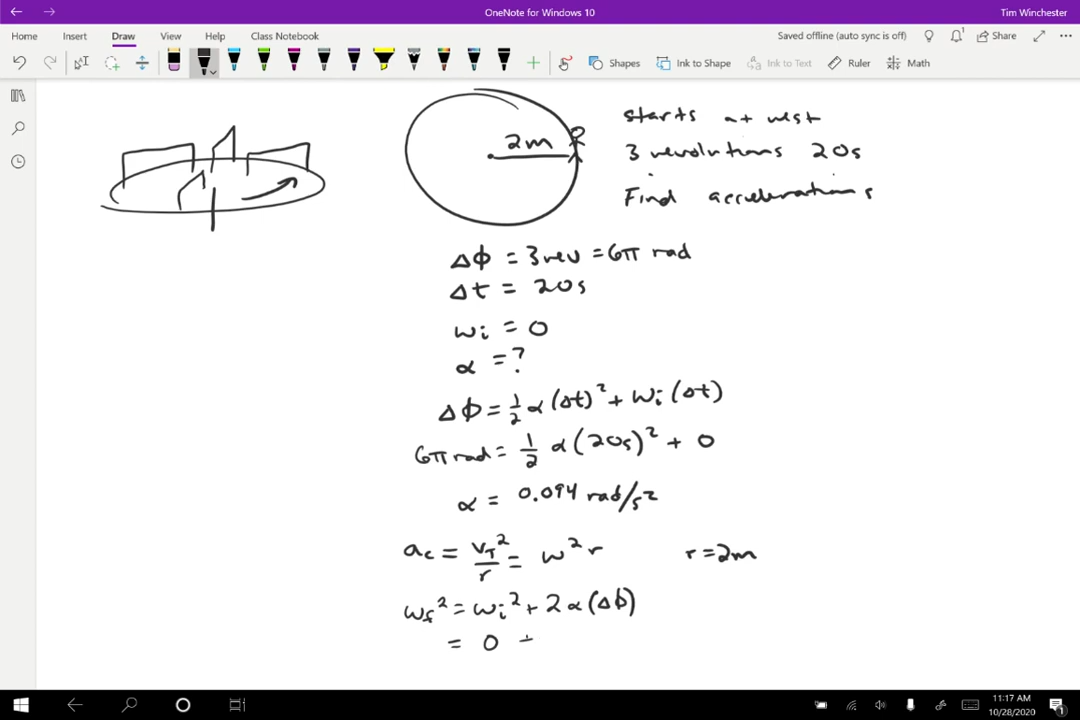 OneNote for Windows 10
Tim Winchester
Home Insert Draw View Help Class Notebook
Saved offline (auto sync is off) Share
Shapes Ink to Shape Ink to Text Ruler Math
2m
starts at rest
3 revolutions 20s
Find accelerations
Δϕ = 3rev = 6π rad
Δt = 20s
ωi = 0
α = ?
Δϕ = 1/2 α (Δt)² + ωi (Δt)
6π rad = 1/2 α (20s)² + 0
α = 0.094 rad/s²
ac = vT²/r = ω² r r = 2m
ωf² = ωi² + 2α(Δϕ)
= 0 +
11:17 AM
10/28/2020